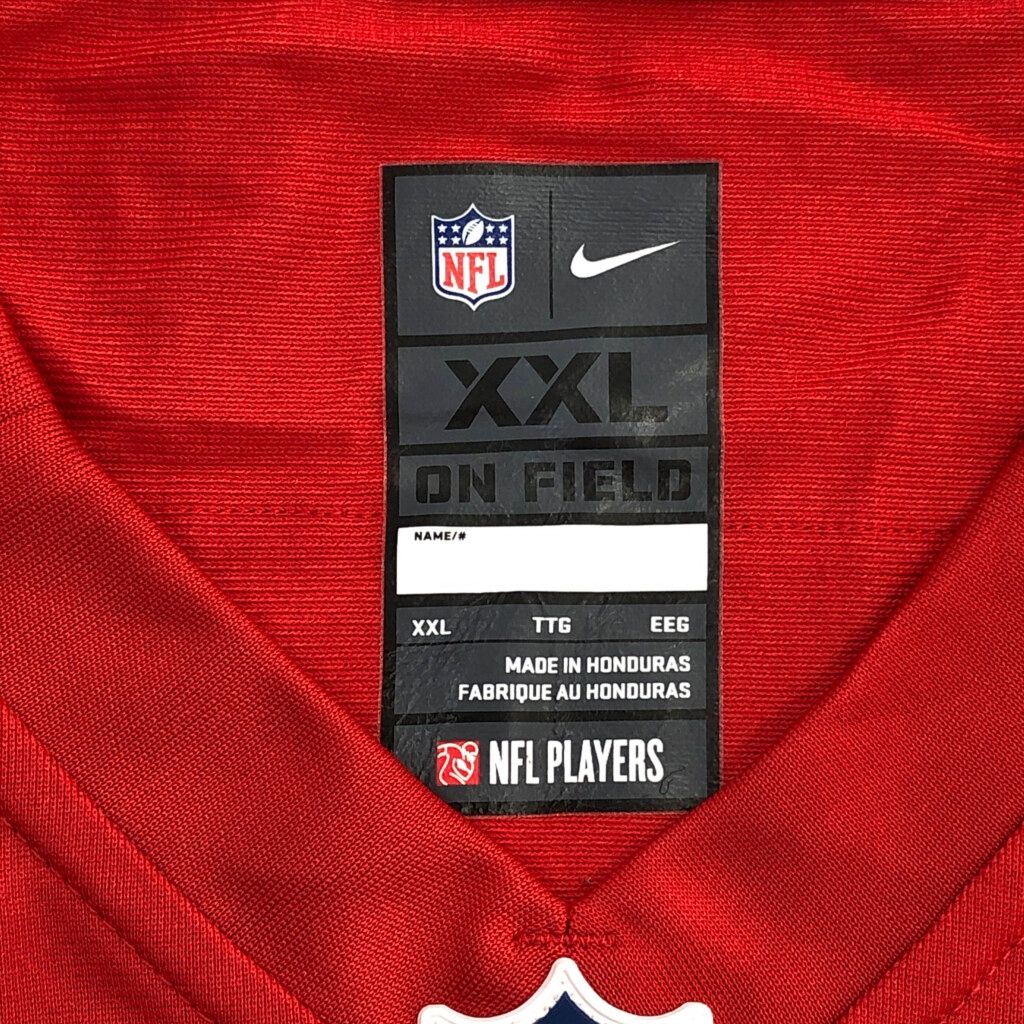 NFL
XXL
ON FIELD
NAME/#
XXL TTG EEG
MADE IN HONDURAS
FABRIQUE AU HONDURAS
NFL PLAYERS